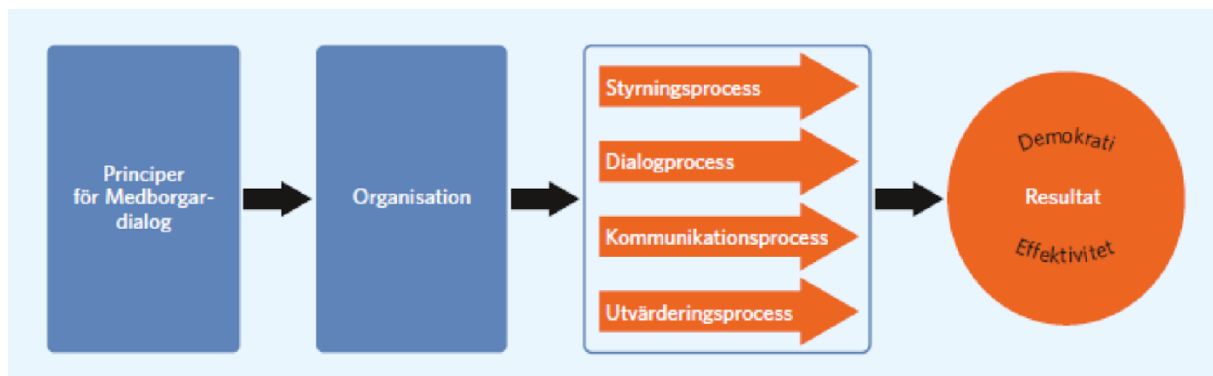 Principer
för Medborgar-
dialog
Organisation
Styrningsprocess
Dialogprocess
Kommunikationsprocess
Utvärderingsprocess
Demokrati
Resultat
Effektivitet